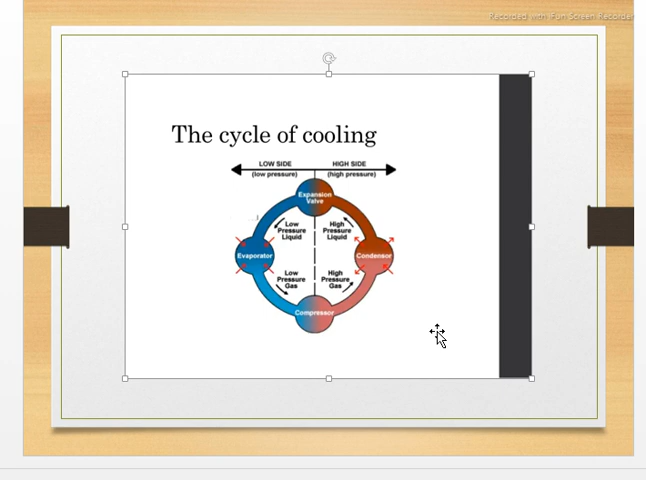 Recorded with Fun Screen Recorder
The cycle of cooling
LOW SIDE
(low pressure)
HIGH SIDE
(high pressure)
Expansion
Valve
Low
Pressure
Liquid
High
Pressure
Liquid
Evaporator
Condensor
Low
Pressure
Gas
High
Pressure
Gas
Compressor